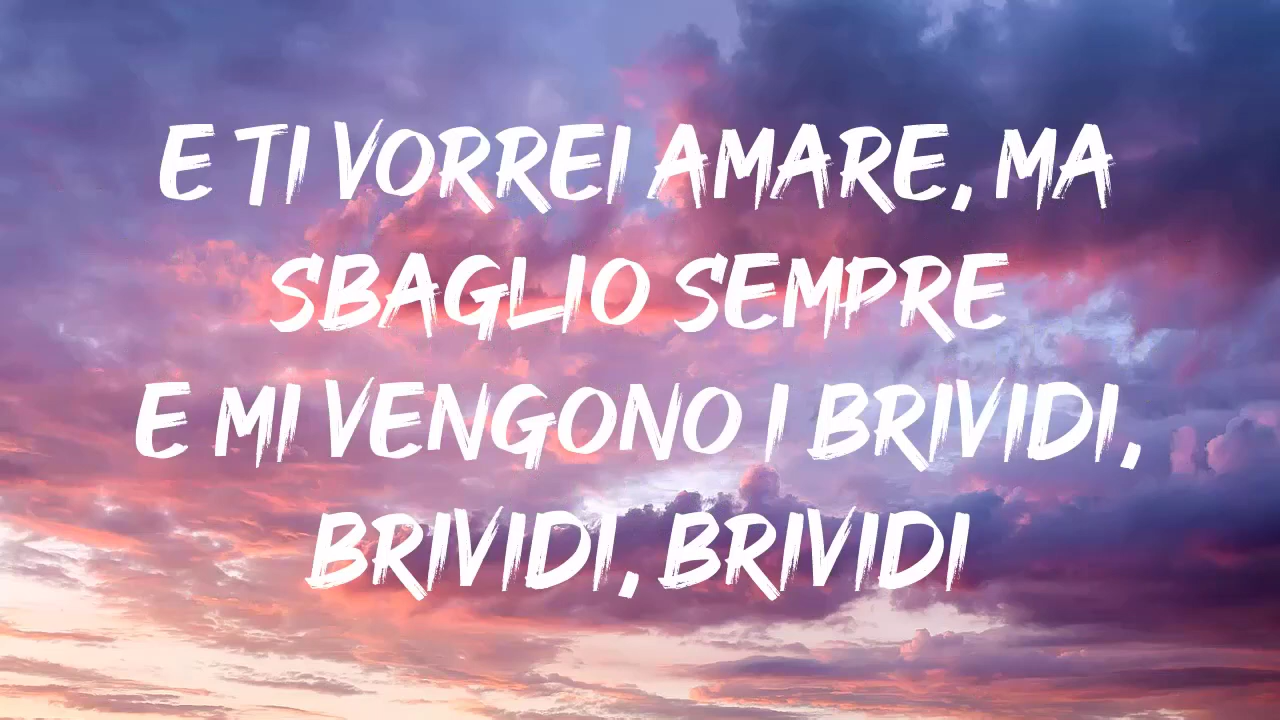 E TI VORREI AMARE, MA
SBAGLIO SEMPRE
E MI VENGONO I BRIVIDI,
BRIVIDI, BRIVIDI